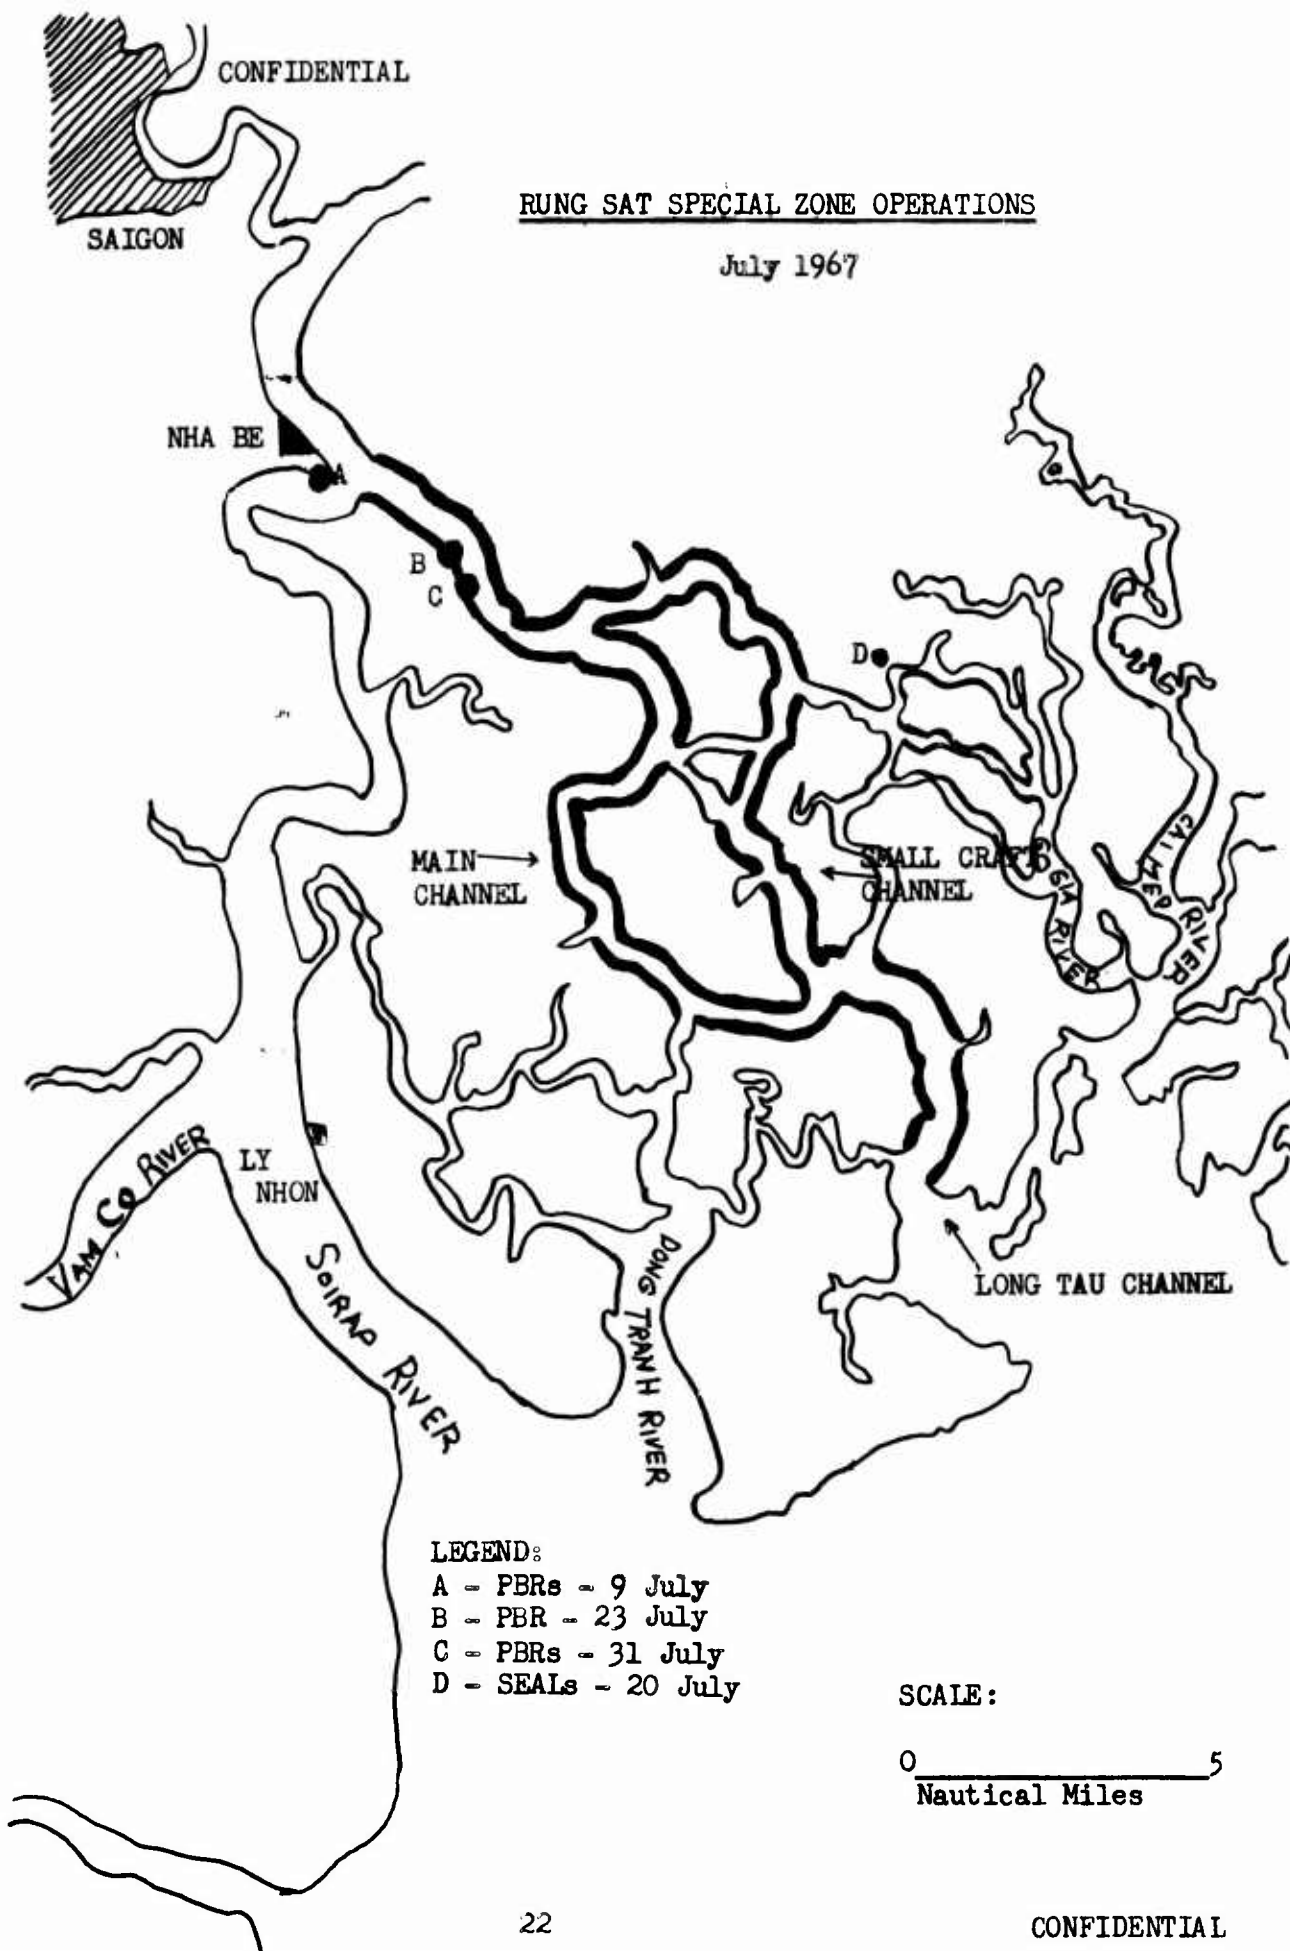 CONFIDENTIAL
RUNG SAT SPECIAL ZONE OPERATIONS
July 1967
SAIGON
NHA BE
A
B
C
D
MAIN
CHANNEL
SMALL CRAFT
CHANNEL
GO GIA RIVER
CAI MEP RIVER
VAM CO RIVER
LY
NHON
SOIRAP RIVER
DONG TRANH RIVER
LONG TAU CHANNEL
LEGEND:
A - PBRs - 9 July
B - PBR - 23 July
C - PBRs - 31 July
D - SEALs - 20 July
SCALE:
0 5
Nautical Miles
22
CONFIDENTIAL